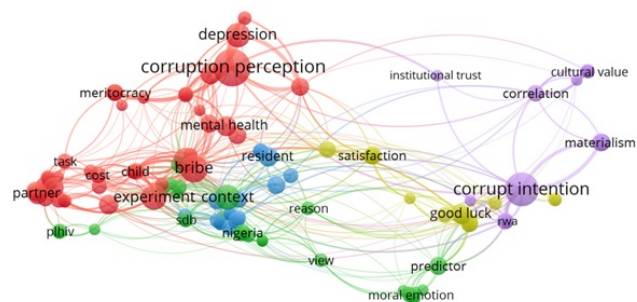 depression
corruption perception
institutional trust
cultural value
meritocracy
correlation
mental health
materialism
resident
satisfaction
task
cost
child
bribe
partner
experiment
context
corrupt intention
reason
good luck
sdb
rwa
plhiv
nigeria
view
predictor
moral emotion